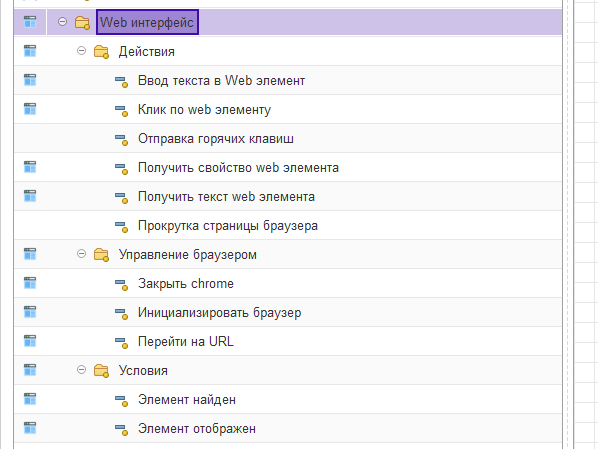 Web интерфейс
Действия
Ввод текста в Web элемент
Клик по web элементу
Отправка горячих клавиш
Получить свойство web элемента
Получить текст web элемента
Прокрутка страницы браузера
Управление браузером
Закрыть chrome
Инициализировать браузер
Перейти на URL
Условия
Элемент найден
Элемент отображен